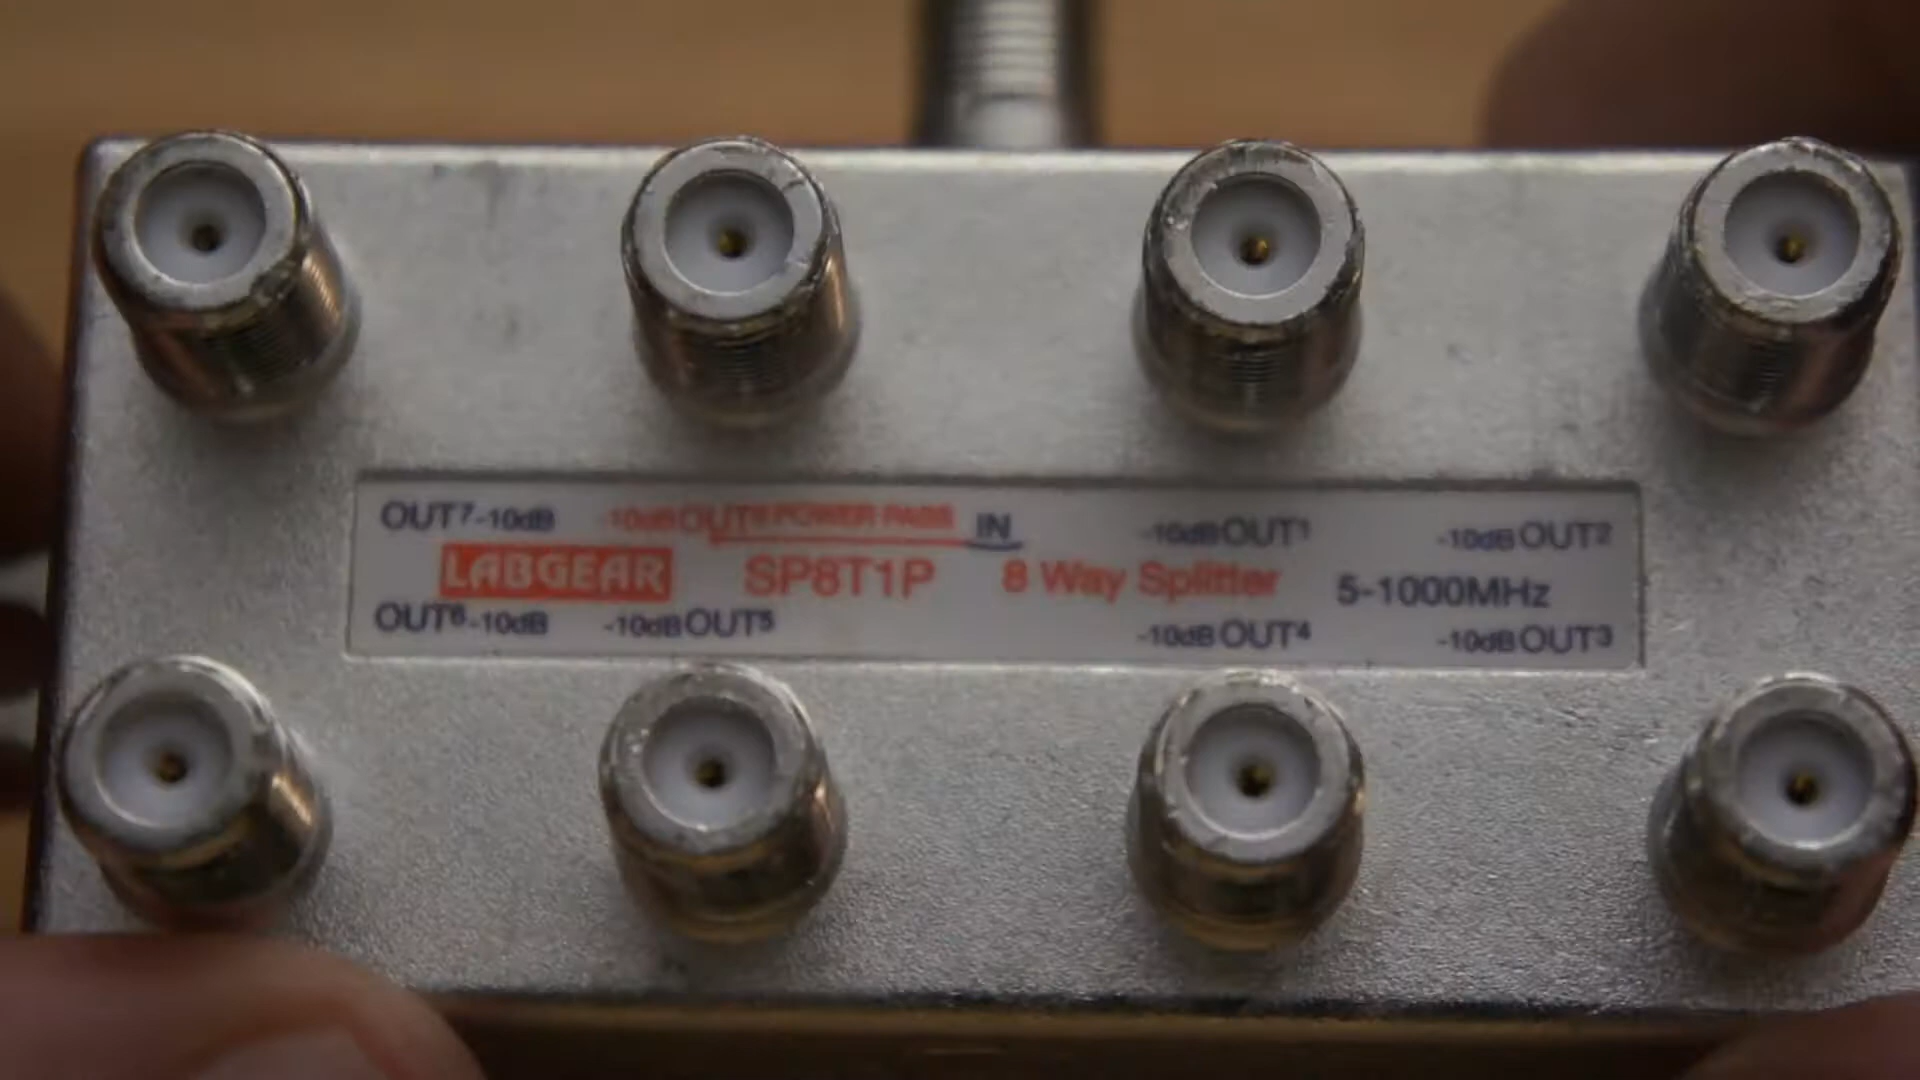 OUT7 -10dB -10dB OUT8 POWER PASS IN -10dB OUT1 -10dB OUT2
LABGEAR SP8T1P 8 Way Splitter 5-1000MHz
OUT6 -10dB -10dB OUT5 -10dB OUT4 -10dB OUT3